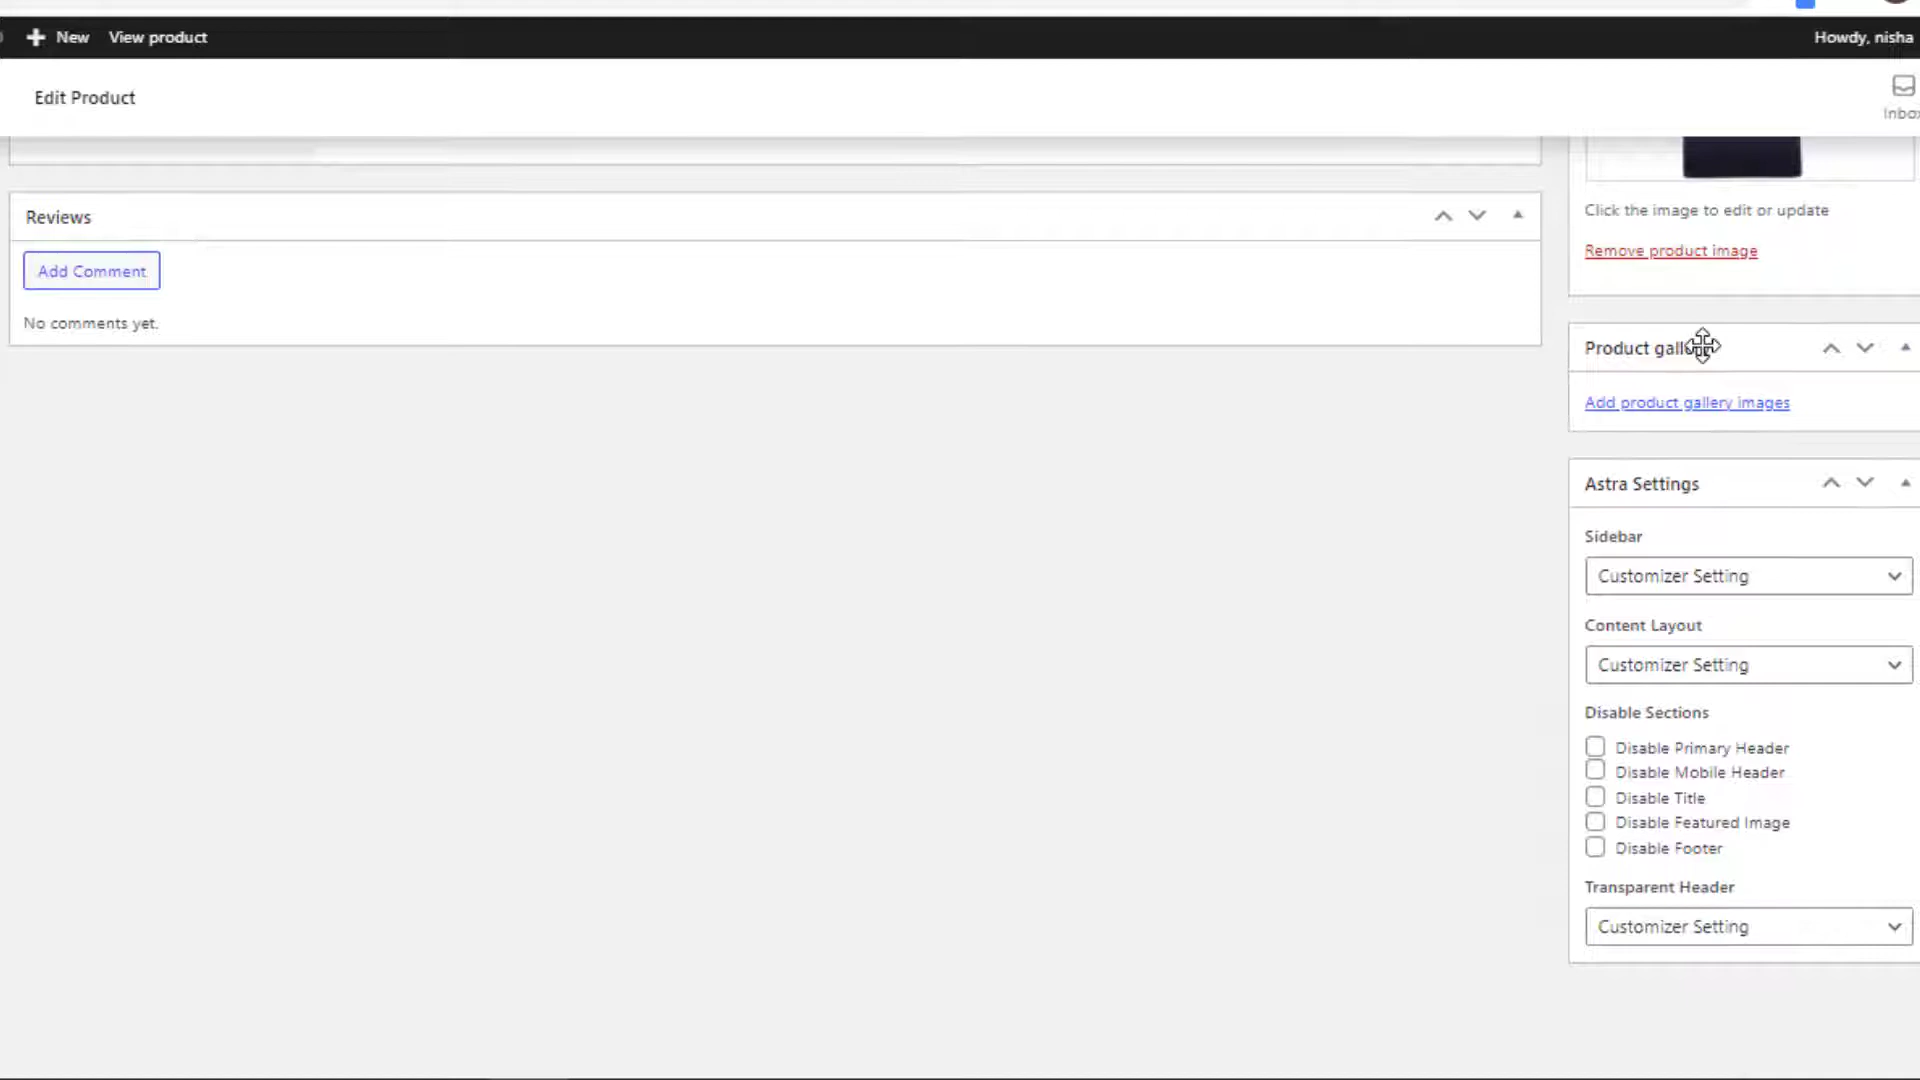 New View product Howdy, nisha
Edit Product
Reviews
Add Comment
No comments yet.
Click the image to edit or update
Remove product image
Product
Add product gallery images
Astra Settings
Sidebar
Customizer Setting
Content Layout
Customizer Setting
Disable Sections
Disable Primary Header
Disable Mobile Header
Disable Title
Disable Featured Image
Disable Footer
Transparent Header
Customizer Setting